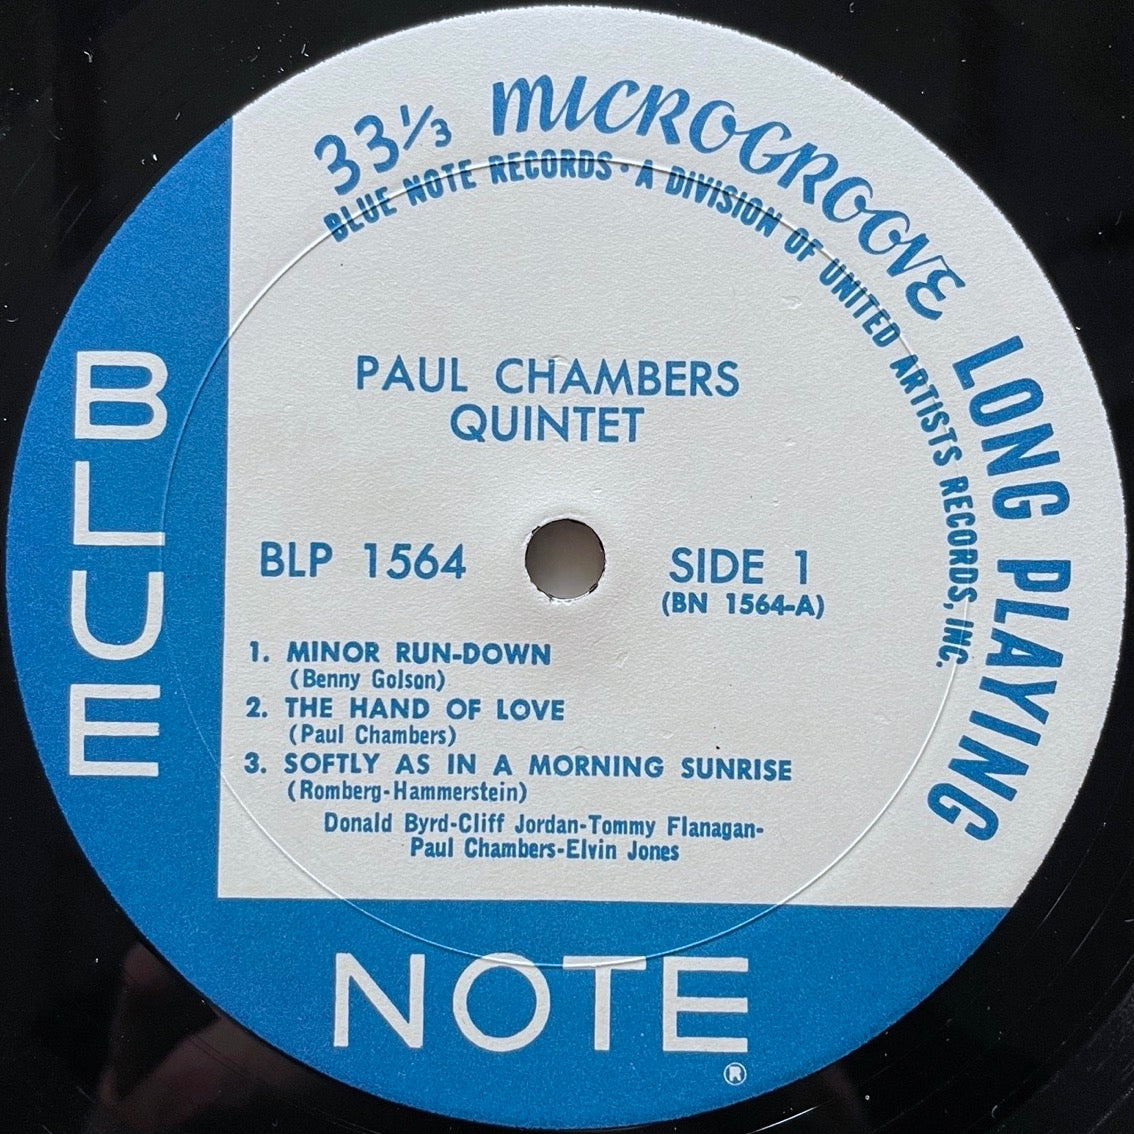 33⅓ MICROGROOVE LONG PLAYING
BLUE NOTE RECORDS · A DIVISION OF UNITED ARTISTS RECORDS, INC.
PAUL CHAMBERS
QUINTET
BLP 1564
SIDE 1
(BN 1564-A)
1. MINOR RUN-DOWN
(Benny Golson)
2. THE HAND OF LOVE
(Paul Chambers)
3. SOFTLY AS IN A MORNING SUNRISE
(Romberg-Hammerstein)
Donald Byrd-Cliff Jordan-Tommy Flanagan-
Paul Chambers-Elvin Jones
BLUE
NOTE
®